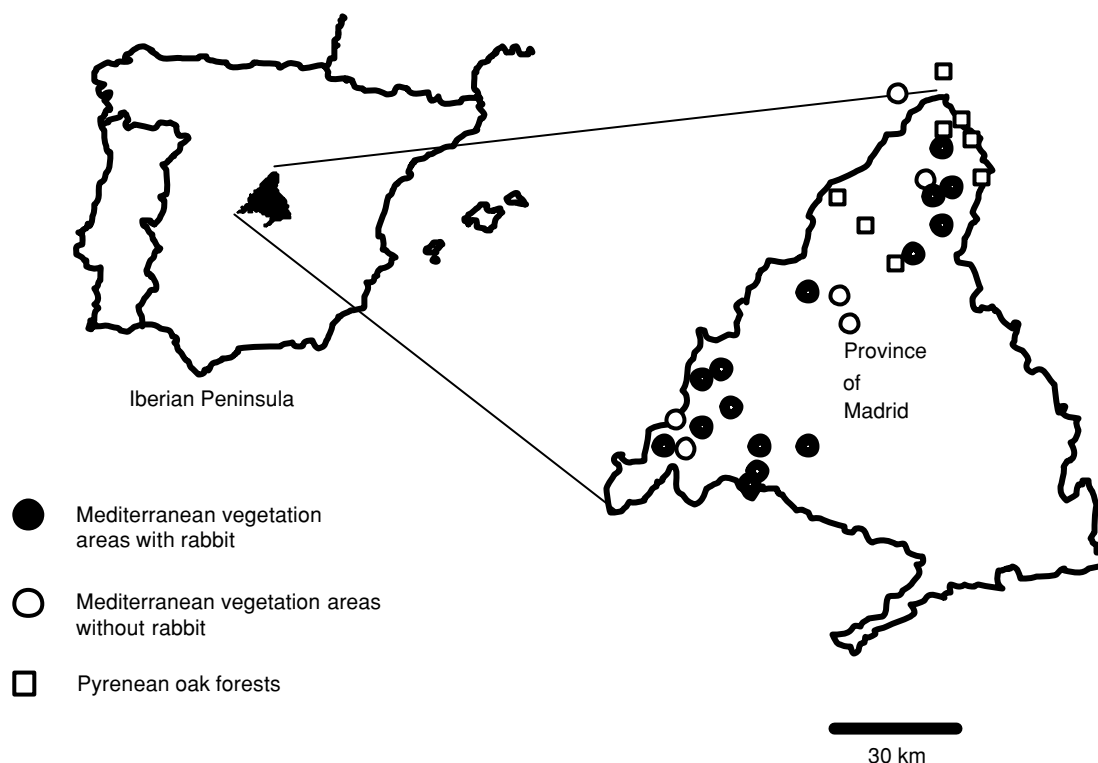 Province
of
Madrid
Iberian Peninsula
Mediterranean vegetation
areas with rabbit
Mediterranean vegetation areas
without rabbit
Pyrenean oak forests
30 km